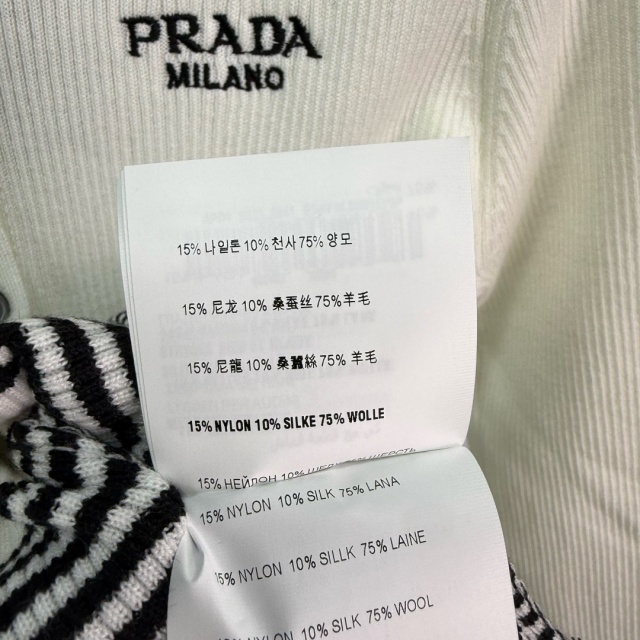 PRADA
MILANO
15% 나일론 10% 천사 75% 양모
15% 尼龙 10% 桑蚕丝 75%羊毛
15% 尼龍 10% 桑蠶絲 75% 羊毛
15% NYLON 10% SILKE 75% WOLLE
15% НЕЙЛОН 10%
15% NYLON 10% SILK 75% LANA
15% NYLON 10% SILLK 75% LAINE
15% NYLON 10% SILK 75% WOOL